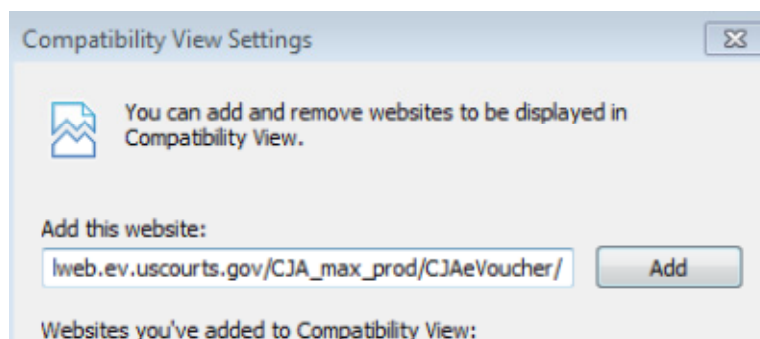 Compatibility View Settings
You can add and remove websites to be displayed in
Compatibility View.
Add this website:
lweb.ev.uscourts.gov/CJA_max_prod/CJAeVoucher/
Add
Websites you've added to Compatibility View: